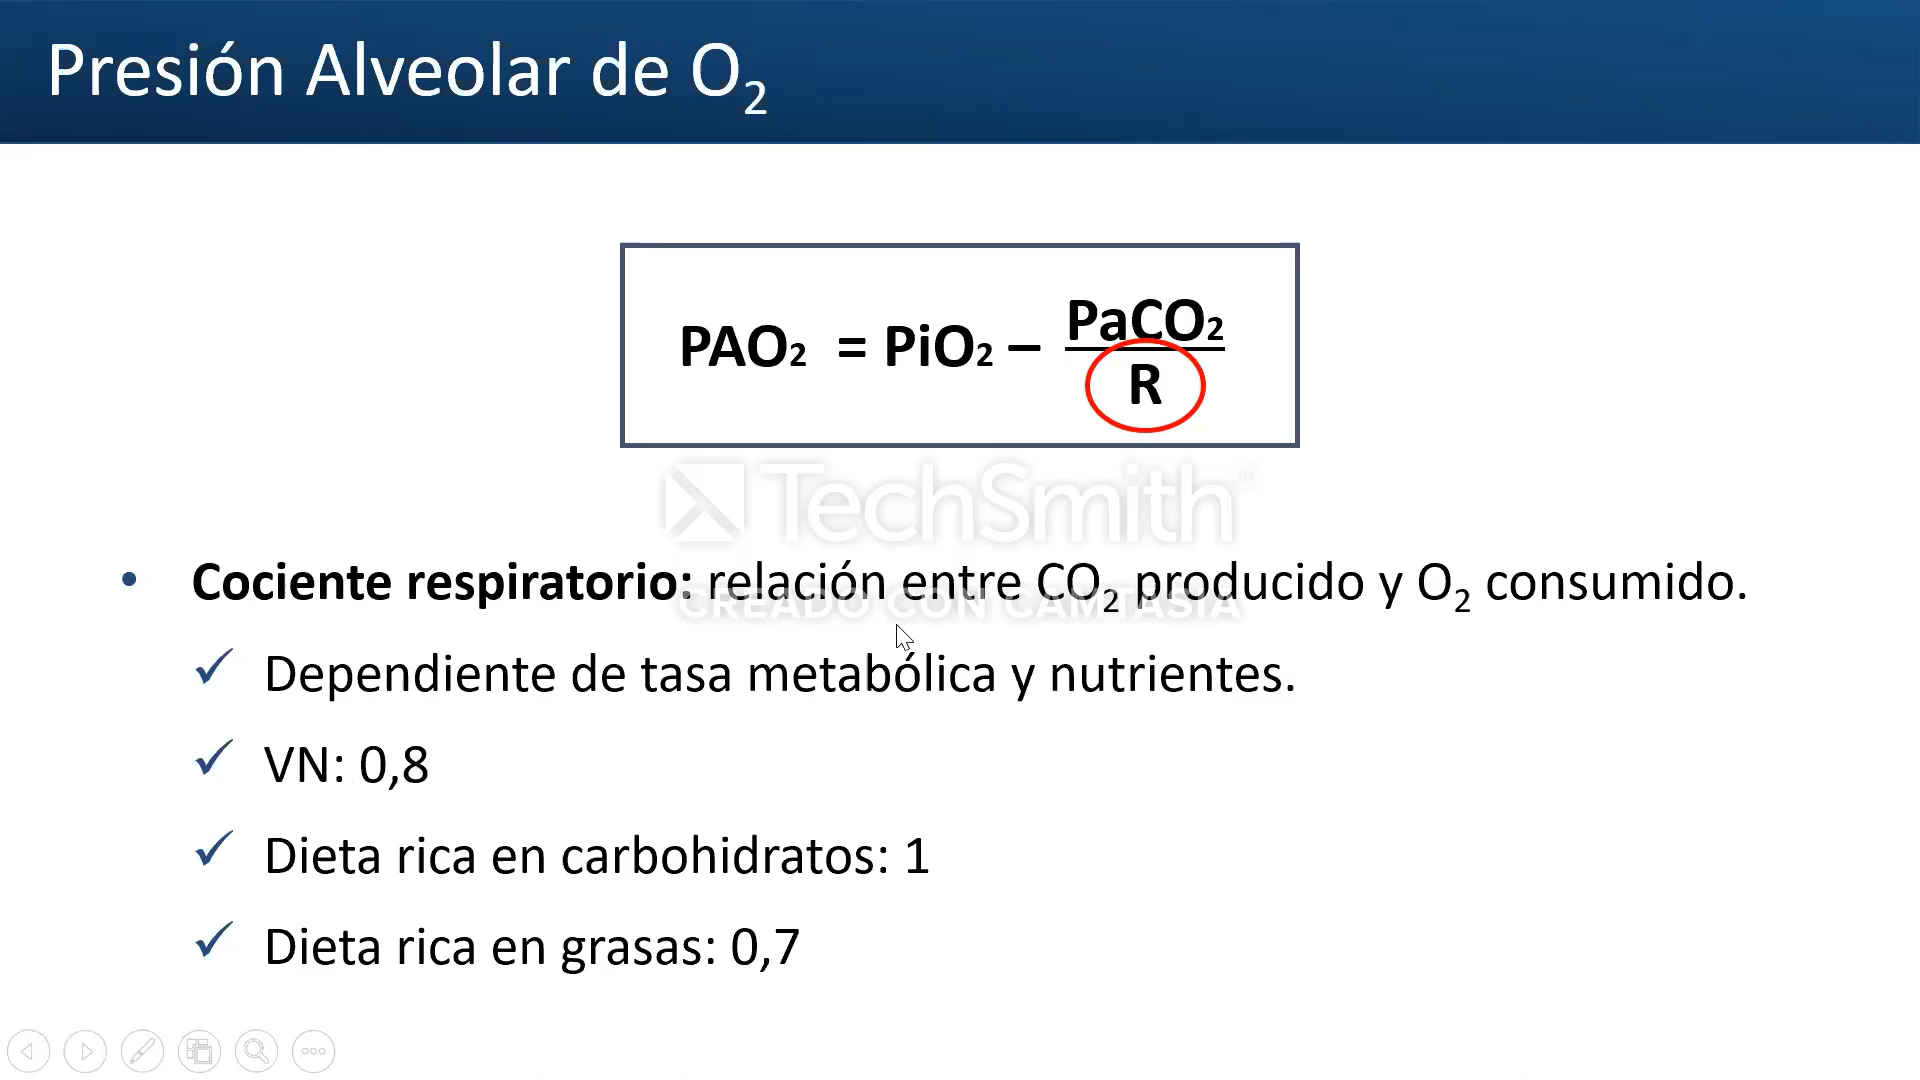 Presión Alveolar de O₂
PAO₂ = PiO₂ – PaCO₂
R
TechSmith®
CREADO CON CAMTASIA
• Cociente respiratorio: relación entre CO₂ producido y O₂ consumido.
✓ Dependiente de tasa metabólica y nutrientes.
✓ VN: 0,8
✓ Dieta rica en carbohidratos: 1
✓ Dieta rica en grasas: 0,7